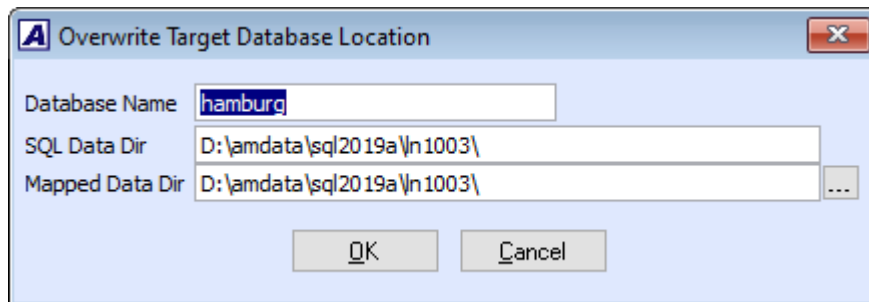 A Overwrite Target Database Location
Database Name hamburg
SQL Data Dir D:\amdata\sql2019a\ln1003\
Mapped Data Dir D:\amdata\sql2019a\ln1003\ ...
OK Cancel